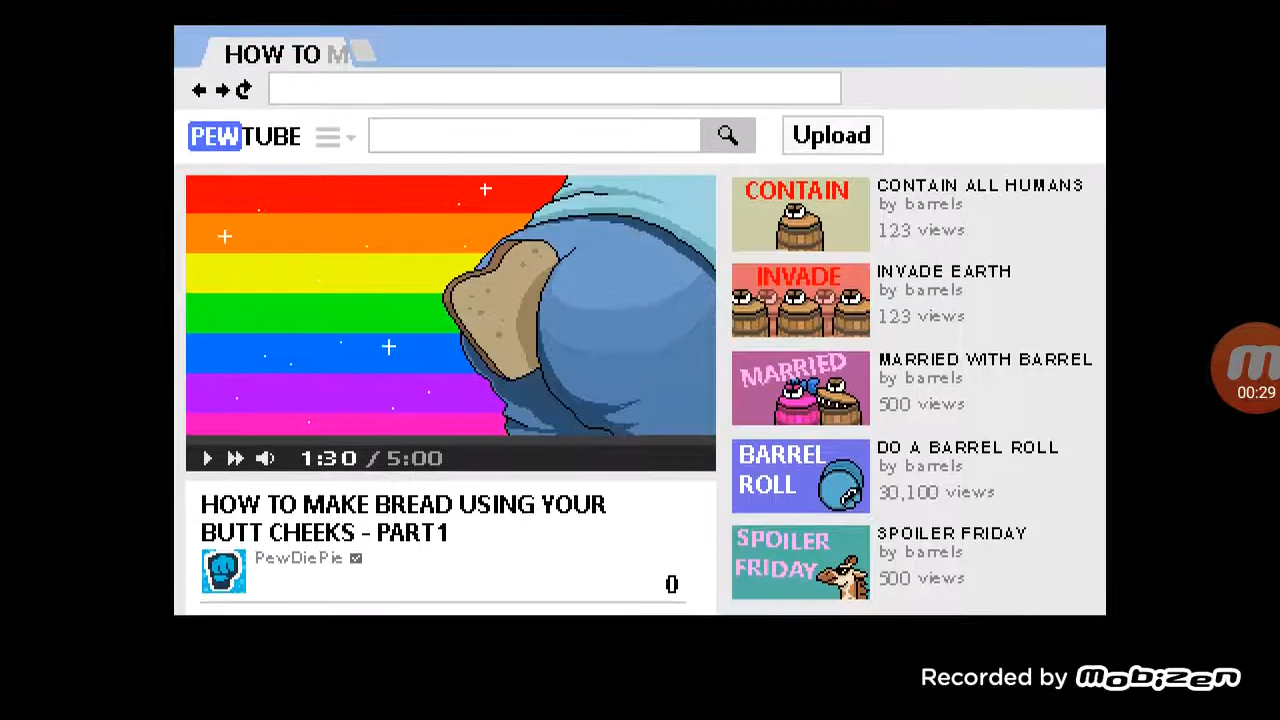 HOW TO M
PEWTUBE
Upload
CONTAIN
CONTAIN ALL HUMANS
by barrels
123 views
INVADE
INVADE EARTH
by barrels
123 views
MARRIED
MARRIED WITH BARREL
by barrels
500 views
BARREL
ROLL
DO A BARREL ROLL
by barrels
30,100 views
SPOILER
FRIDAY
SPOILER FRIDAY
by barrels
500 views
1:30 / 5:00
HOW TO MAKE BREAD USING YOUR
BUTT CHEEKS - PART1
PewDiePie
0
00:29
Recorded by mobizen